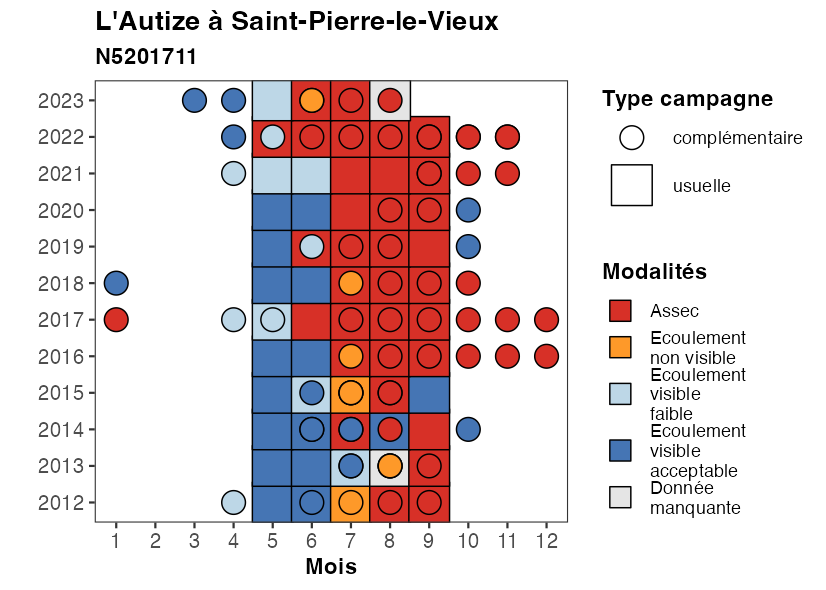 L'Autize à Saint-Pierre-le-Vieux
N5201711
2023
2022
2021
2020
2019
2018
2017
2016
2015
2014
2013
2012
1 2 3 4 5 6 7 8 9 10 11 12
Mois
Type campagne
complémentaire
usuelle
Modalités
Assec
Ecoulement
non visible
Ecoulement
visible
faible
Ecoulement
visible
acceptable
Donnée
manquante